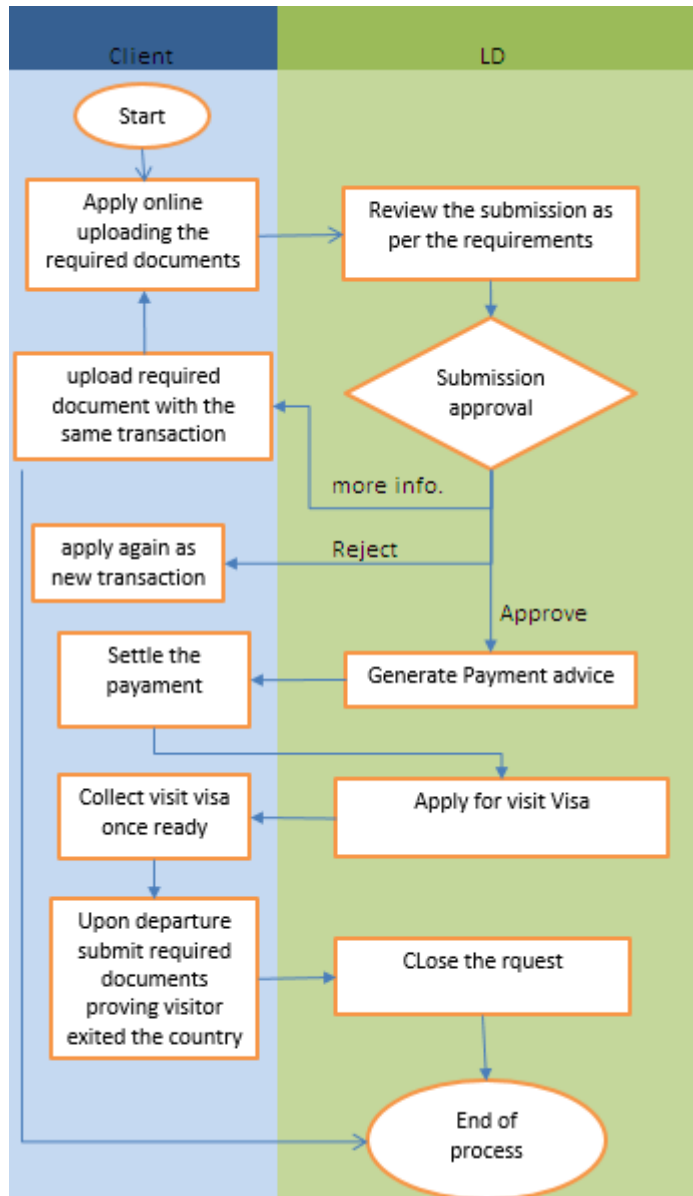 Client
LD
Start
Apply online
uploading the
required documents
Review the submission as
per the requirements
upload required
document with the
same transaction
Submission
approval
more info.
apply again as
new transaction
Reject
Approve
Settle the
payament
Generate Payment advice
Collect visit visa
once ready
Apply for visit Visa
Upon departure
submit required
documents
proving visitor
exited the country
CLose the rquest
End of
process